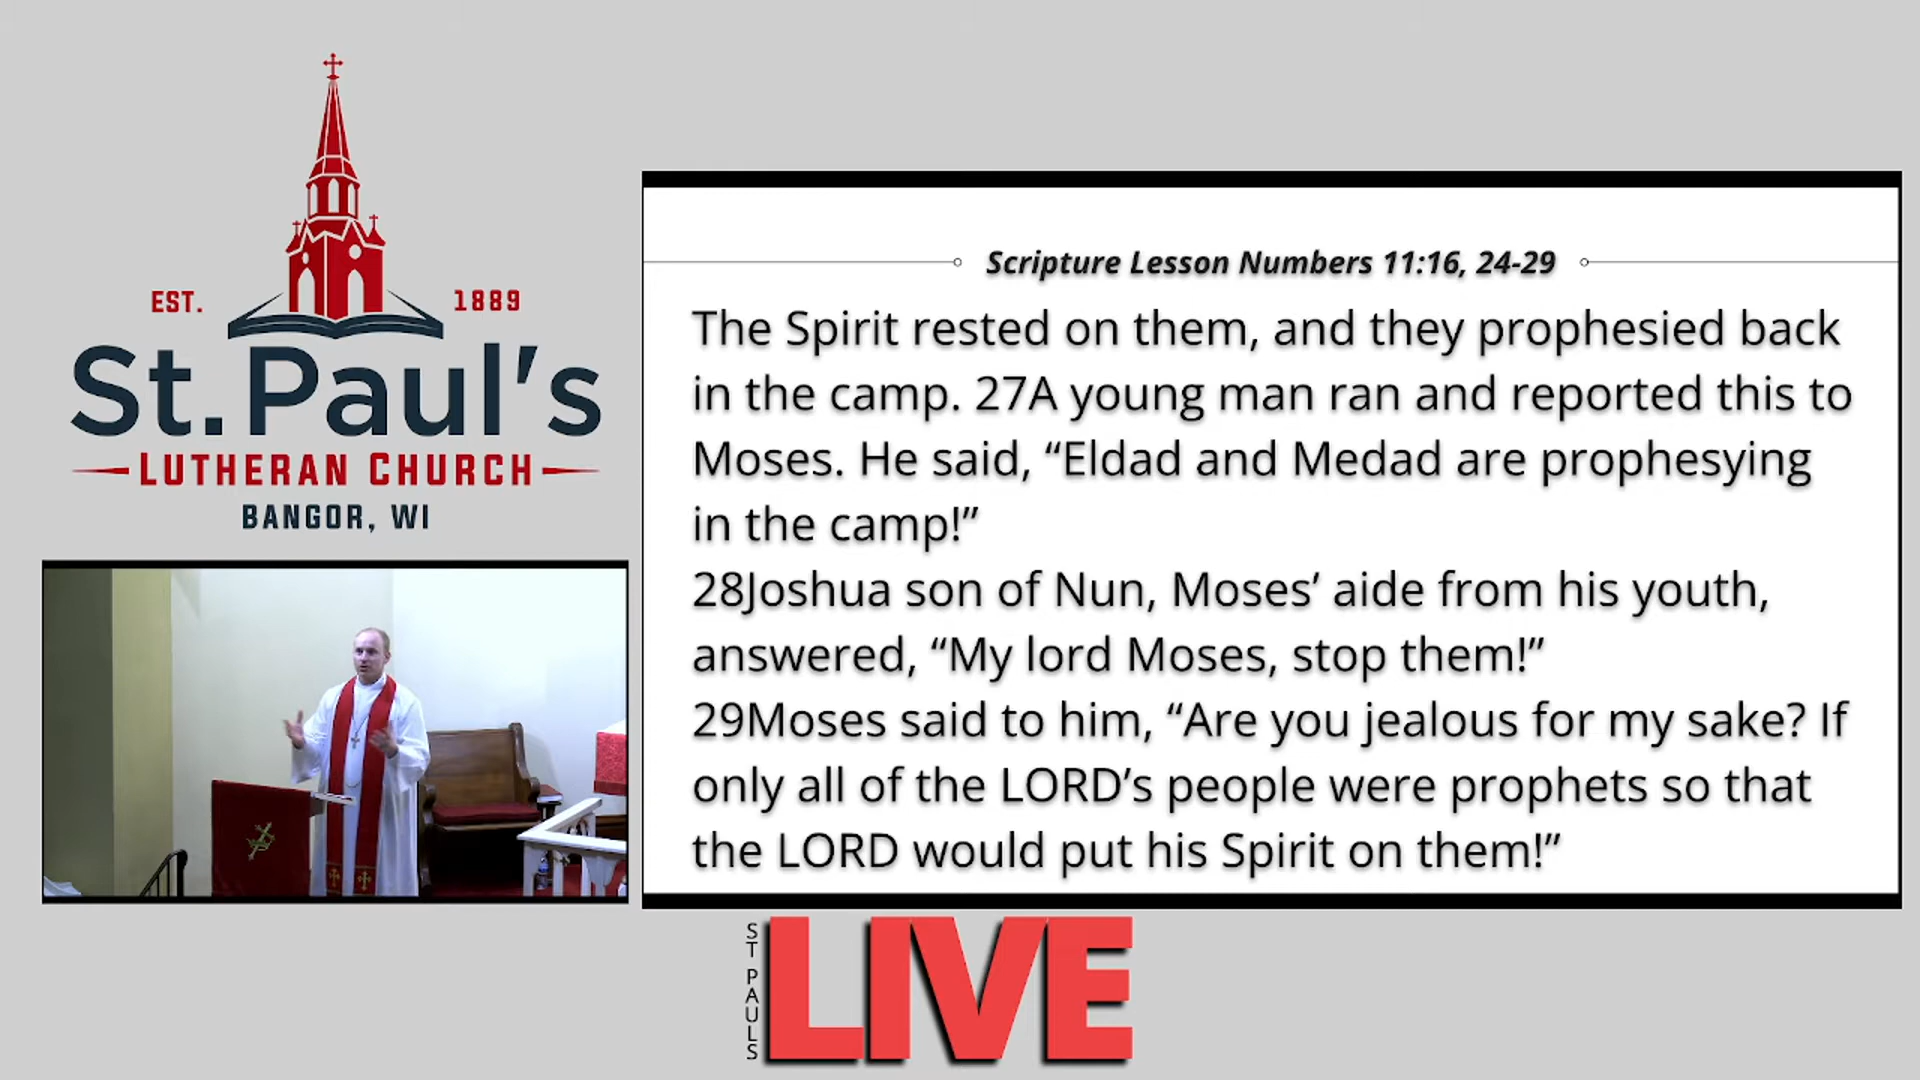 EST. 1889
St.Paul's
LUTHERAN CHURCH
BANGOR, WI
Scripture Lesson Numbers 11:16, 24-29
The Spirit rested on them, and they prophesied back
in the camp. 27A young man ran and reported this to
Moses. He said, “Eldad and Medad are prophesying
in the camp!”
28Joshua son of Nun, Moses’ aide from his youth,
answered, “My lord Moses, stop them!”
29Moses said to him, “Are you jealous for my sake? If
only all of the LORD’s people were prophets so that
the LORD would put his Spirit on them!”
ST PAULS
LIVE